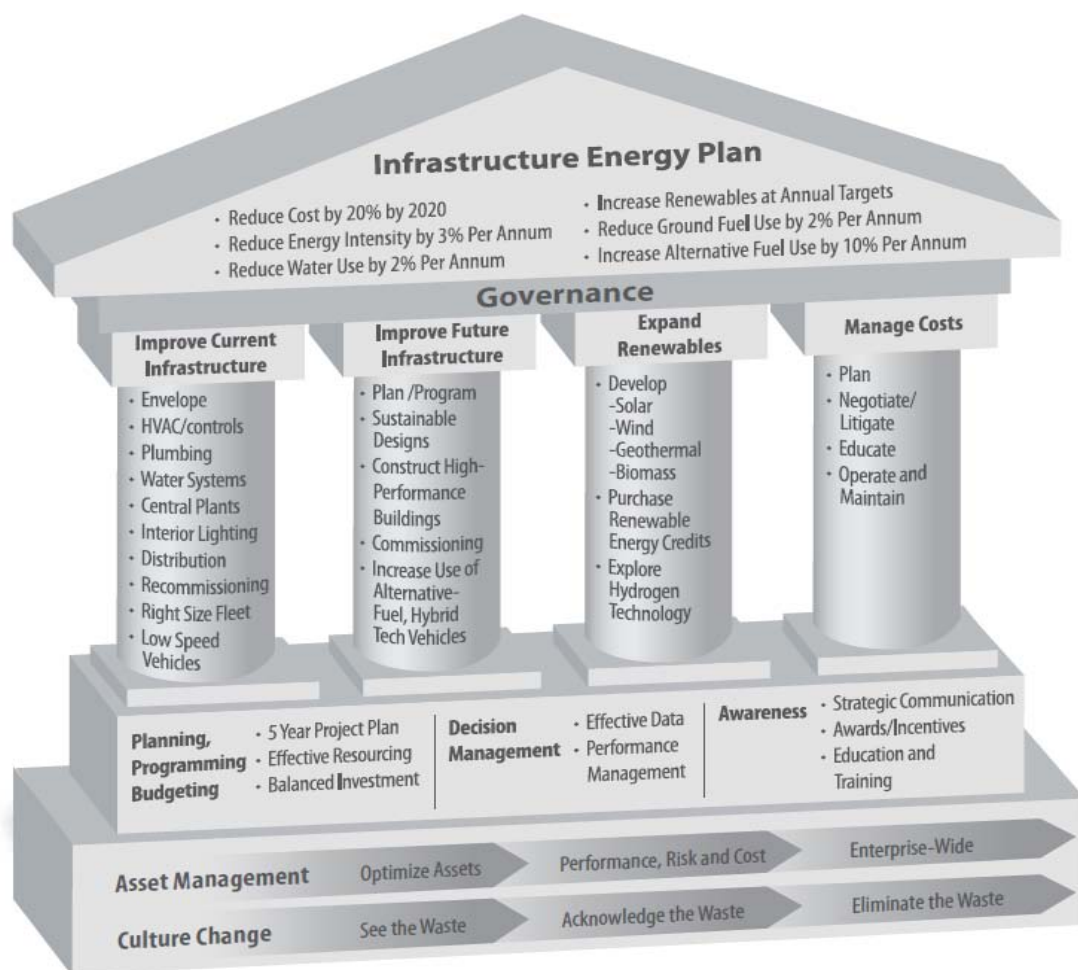 Infrastructure Energy Plan
• Reduce Cost by 20% by 2020
• Reduce Energy Intensity by 3% Per Annum
• Reduce Water Use by 2% Per Annum
• Increase Renewables at Annual Targets
• Reduce Ground Fuel Use by 2% Per Annum
• Increase Alternative Fuel Use by 10% Per Annum
Governance
Improve Current
Infrastructure
• Envelope
• HVAC/controls
• Plumbing
• Water Systems
• Central Plants
• Interior Lighting
• Distribution
• Recommissioning
• Right Size Fleet
• Low Speed
Vehicles
Improve Future
Infrastructure
• Plan /Program
• Sustainable
Designs
• Construct High-
Performance
Buildings
• Commissioning
• Increase Use of
Alternative-
Fuel, Hybrid
Tech Vehicles
Expand
Renewables
• Develop
-Solar
-Wind
-Geothermal
-Biomass
• Purchase
Renewable
Energy Credits
• Explore
Hydrogen
Technology
Manage Costs
• Plan
• Negotiate/
Litigate
• Educate
• Operate and
Maintain
Planning,
Programming
Budgeting
• 5 Year Project Plan
• Effective Resourcing
• Balanced Investment
Decision
Management
• Effective Data
• Performance
Management
Awareness
• Strategic Communication
• Awards/Incentives
• Education and
Training
Asset Management
Optimize Assets
Performance, Risk and Cost
Enterprise-Wide
Culture Change
See the Waste
Acknowledge the Waste
Eliminate the Waste